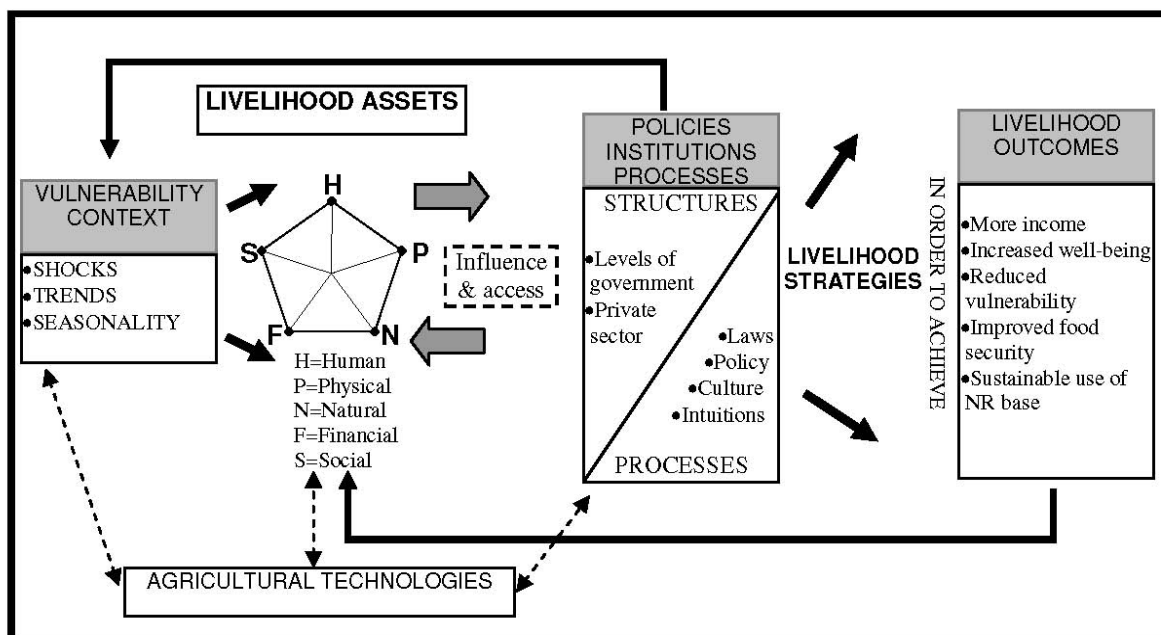 LIVELIHOOD ASSETS
VULNERABILITY
CONTEXT
•SHOCKS
•TRENDS
•SEASONALITY
H
S
P
F
N
H=Human
P=Physical
N=Natural
F=Financial
S=Social
Influence
& access
POLICIES
INSTITUTIONS
PROCESSES
STRUCTURES
•Levels of
government
•Private
sector
•Laws
•Policy
•Culture
•Intuitions
PROCESSES
LIVELIHOOD
STRATEGIES
IN ORDER TO ACHIEVE
LIVELIHOOD
OUTCOMES
•More income
•Increased well-being
•Reduced
vulnerability
•Improved food
security
•Sustainable use of
NR base
AGRICULTURAL TECHNOLOGIES